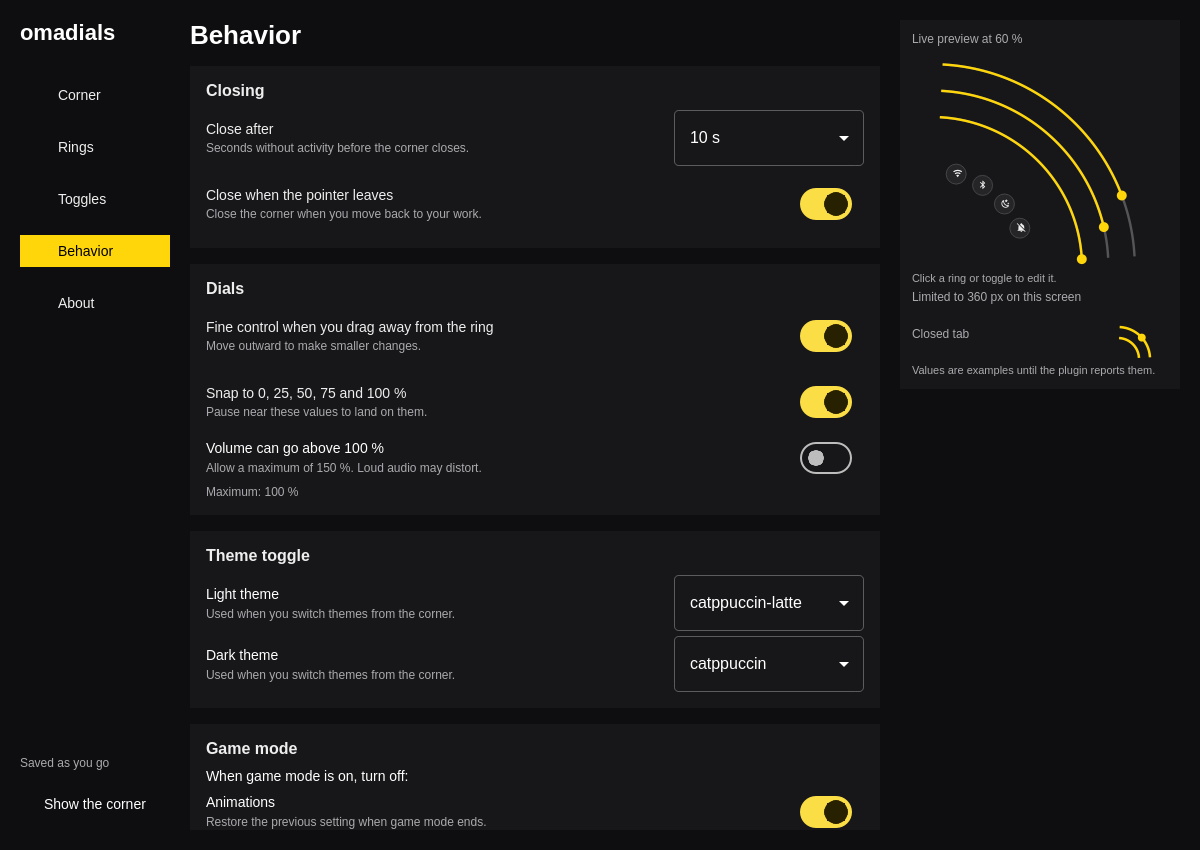 omadials
Corner
Rings
Toggles
Behavior
About
Saved as you go
Show the corner
Behavior
Closing
Close after
Seconds without activity before the corner closes.
10 s
Close when the pointer leaves
Close the corner when you move back to your work.
Dials
Fine control when you drag away from the ring
Move outward to make smaller changes.
Snap to 0, 25, 50, 75 and 100 %
Pause near these values to land on them.
Volume can go above 100 %
Allow a maximum of 150 %. Loud audio may distort.
Maximum: 100 %
Theme toggle
Light theme
Used when you switch themes from the corner.
catppuccin-latte
Dark theme
Used when you switch themes from the corner.
catppuccin
Game mode
When game mode is on, turn off:
Animations
Restore the previous setting when game mode ends.
Live preview at 60 %
Click a ring or toggle to edit it.
Limited to 360 px on this screen
Closed tab
Values are examples until the plugin reports them.